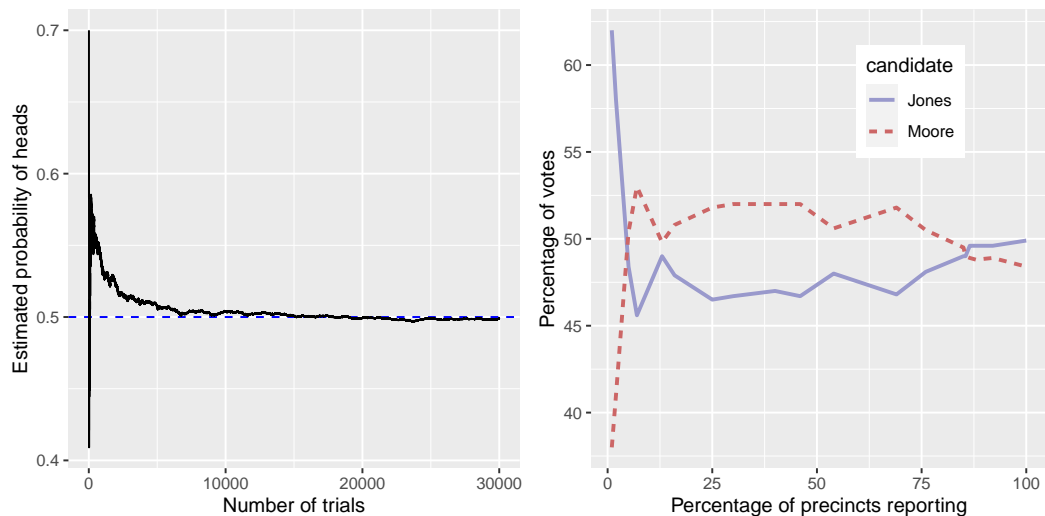 Estimated probability of heads
0.7
0.6
0.5
0.4
0
10000
20000
30000
Number of trials
Percentage of votes
60
55
50
45
40
candidate
Jones
Moore
0
25
50
75
100
Percentage of precincts reporting